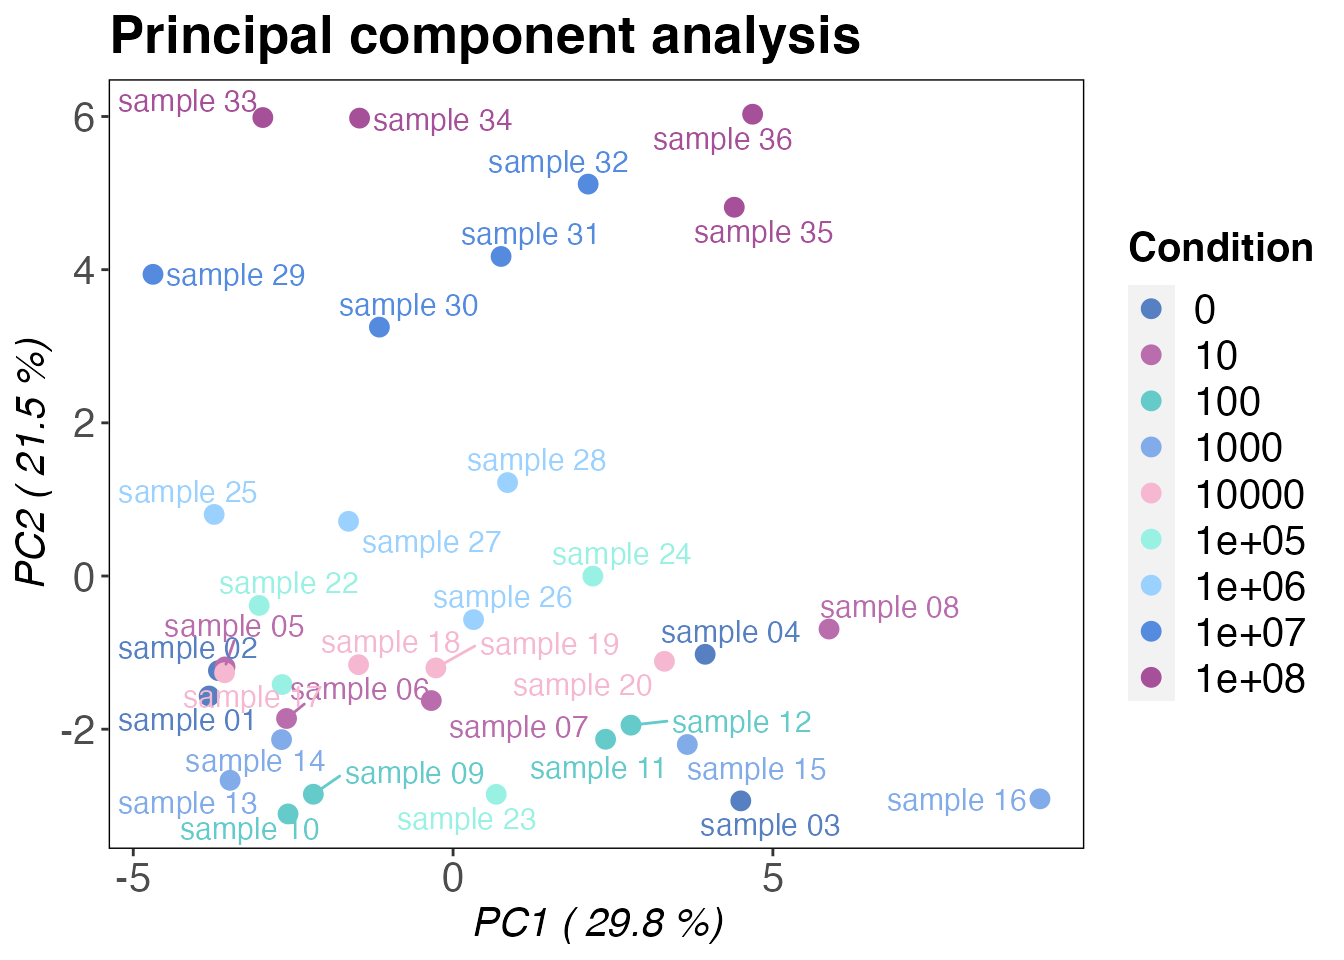 Principal component analysis
sample 33
sample 34
sample 36
sample 32
sample 35
sample 31
sample 29
sample 30
sample 28
sample 25
sample 27
sample 24
sample 22
sample 26
sample 08
sample 05
sample 04
sample 02
sample 18
sample 19
sample 20
sample 17
sample 06
sample 01
sample 07
sample 12
sample 14
sample 11
sample 15
sample 09
sample 13
sample 16
sample 10
sample 23
sample 03
6
4
2
0
-2
-5
0
5
PC2 ( 21.5 %)
PC1 ( 29.8 %)
Condition
0
10
100
1000
10000
1e+05
1e+06
1e+07
1e+08